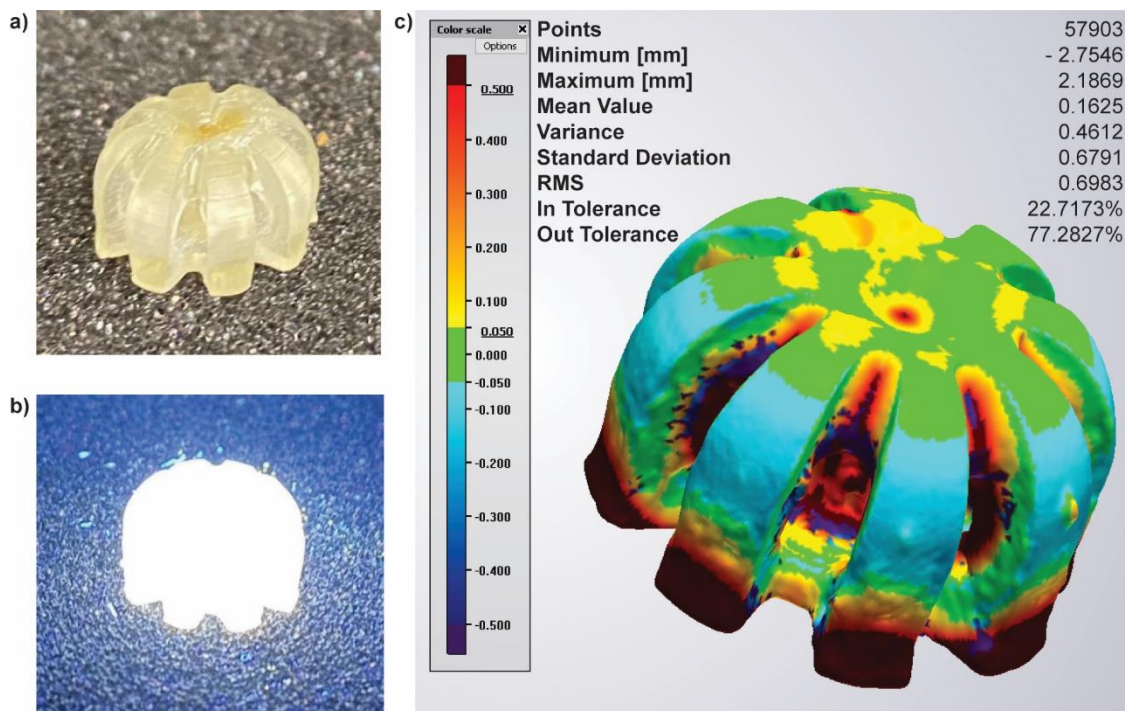 a)
b)
c)
Color scale
Options
0.500
0.400
0.300
0.200
0.100
0.050
0.000
-0.050
-0.100
-0.200
-0.300
-0.400
-0.500
Points 57903
Minimum [mm] - 2.7546
Maximum [mm] 2.1869
Mean Value 0.1625
Variance 0.4612
Standard Deviation 0.6791
RMS 0.6983
In Tolerance 22.7173%
Out Tolerance 77.2827%